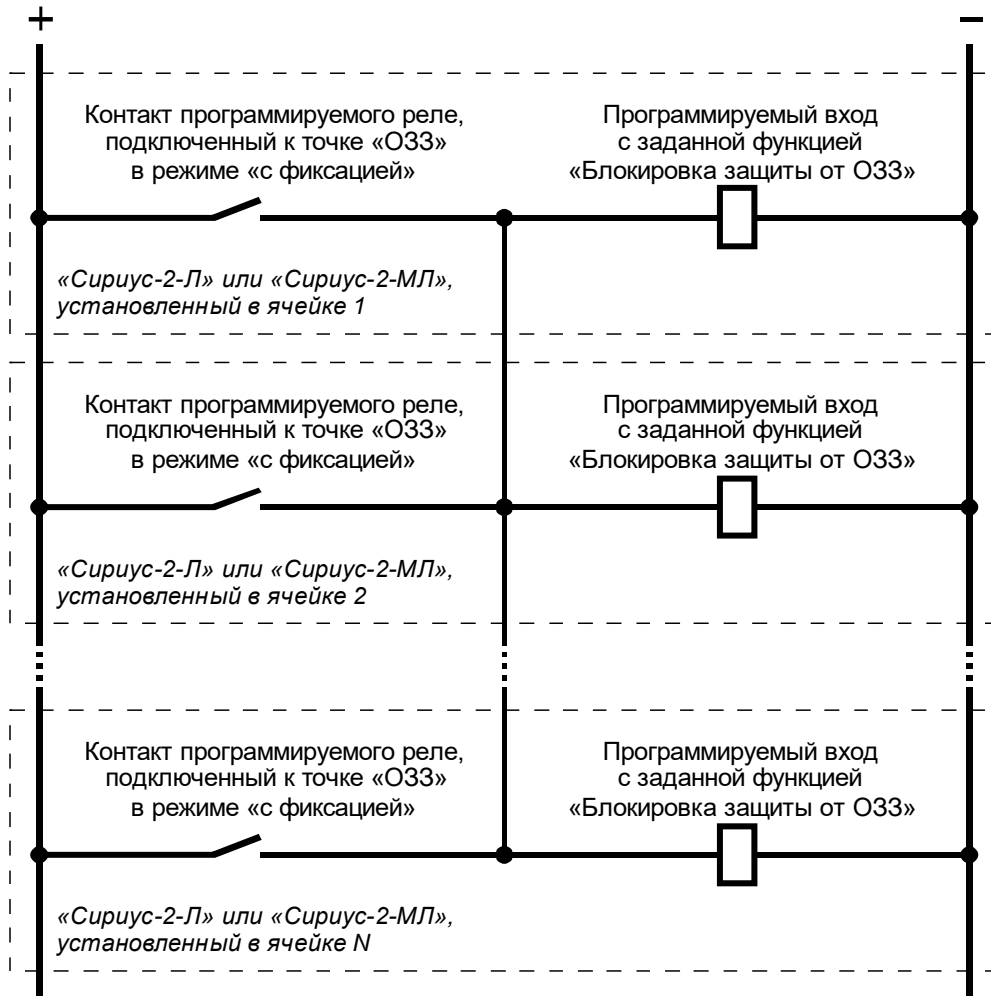 +
–
Контакт программируемого реле,
подключенный к точке «ОЗЗ»
в режиме «с фиксацией»
Программируемый вход
с заданной функцией
«Блокировка защиты от ОЗЗ»
«Сириус-2-Л» или «Сириус-2-МЛ»,
установленный в ячейке 1
Контакт программируемого реле,
подключенный к точке «ОЗЗ»
в режиме «с фиксацией»
Программируемый вход
с заданной функцией
«Блокировка защиты от ОЗЗ»
«Сириус-2-Л» или «Сириус-2-МЛ»,
установленный в ячейке 2
Контакт программируемого реле,
подключенный к точке «ОЗЗ»
в режиме «с фиксацией»
Программируемый вход
с заданной функцией
«Блокировка защиты от ОЗЗ»
«Сириус-2-Л» или «Сириус-2-МЛ»,
установленный в ячейке N